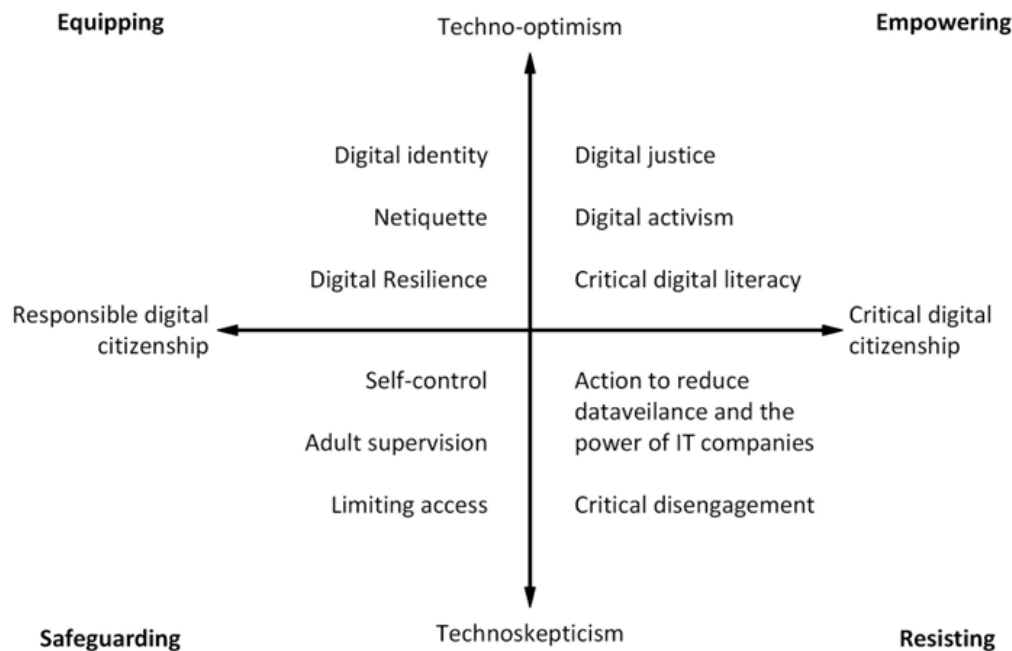 Equipping
Techno-optimism
Empowering
Digital identity
Digital justice
Netiquette
Digital activism
Digital Resilience
Critical digital literacy
Responsible digital
citizenship
Critical digital
citizenship
Self-control
Action to reduce
dataveilance and the
power of IT companies
Adult supervision
Limiting access
Critical disengagement
Safeguarding
Technoskepticism
Resisting